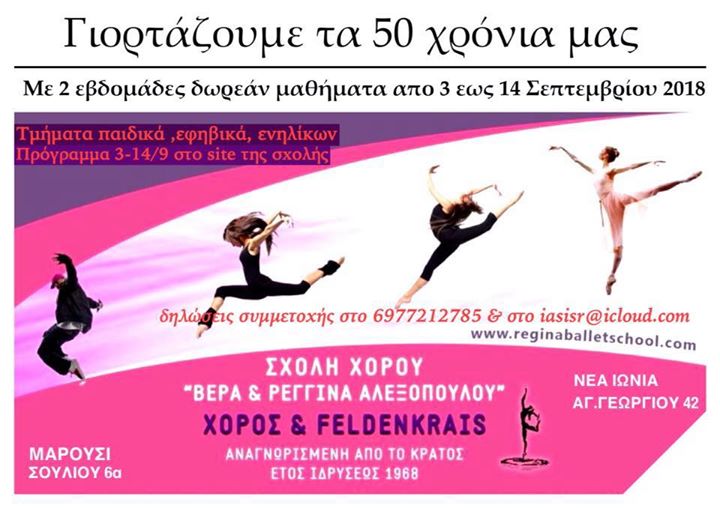 Γιορτάζουμε τα 50 χρόνια μας
Με 2 εβδομάδες δωρεάν μαθήματα απο 3 εως 14 Σεπτεμβρίου 2018
Τμήματα παιδικά ,εφηβικά, ενηλίκων
Πρόγραμμα 3-14/9 στο site της σχολής
δηλώσεις συμμετοχής στο 6977212785 & στο iasisr@icloud.com
www.reginaballetschool.com
ΣΧΟΛΗ ΧΟΡΟΥ
"ΒΕΡΑ & ΡΕΓΓΙΝΑ ΑΛΕΞΟΠΟΥΛΟΥ"
ΧΟΡΟΣ & FELDENKRAIS
ΑΝΑΓΝΩΡΙΣΜΕΝΗ ΑΠΟ ΤΟ ΚΡΑΤΟΣ
ΕΤΟΣ ΙΔΡΥΣΕΩΣ 1968
ΝΕΑ ΙΩΝΙΑ
ΑΓ.ΓΕΩΡΓΙΟΥ 42
ΜΑΡΟΥΣΙ
ΣΟΥΛΙΟΥ 6α